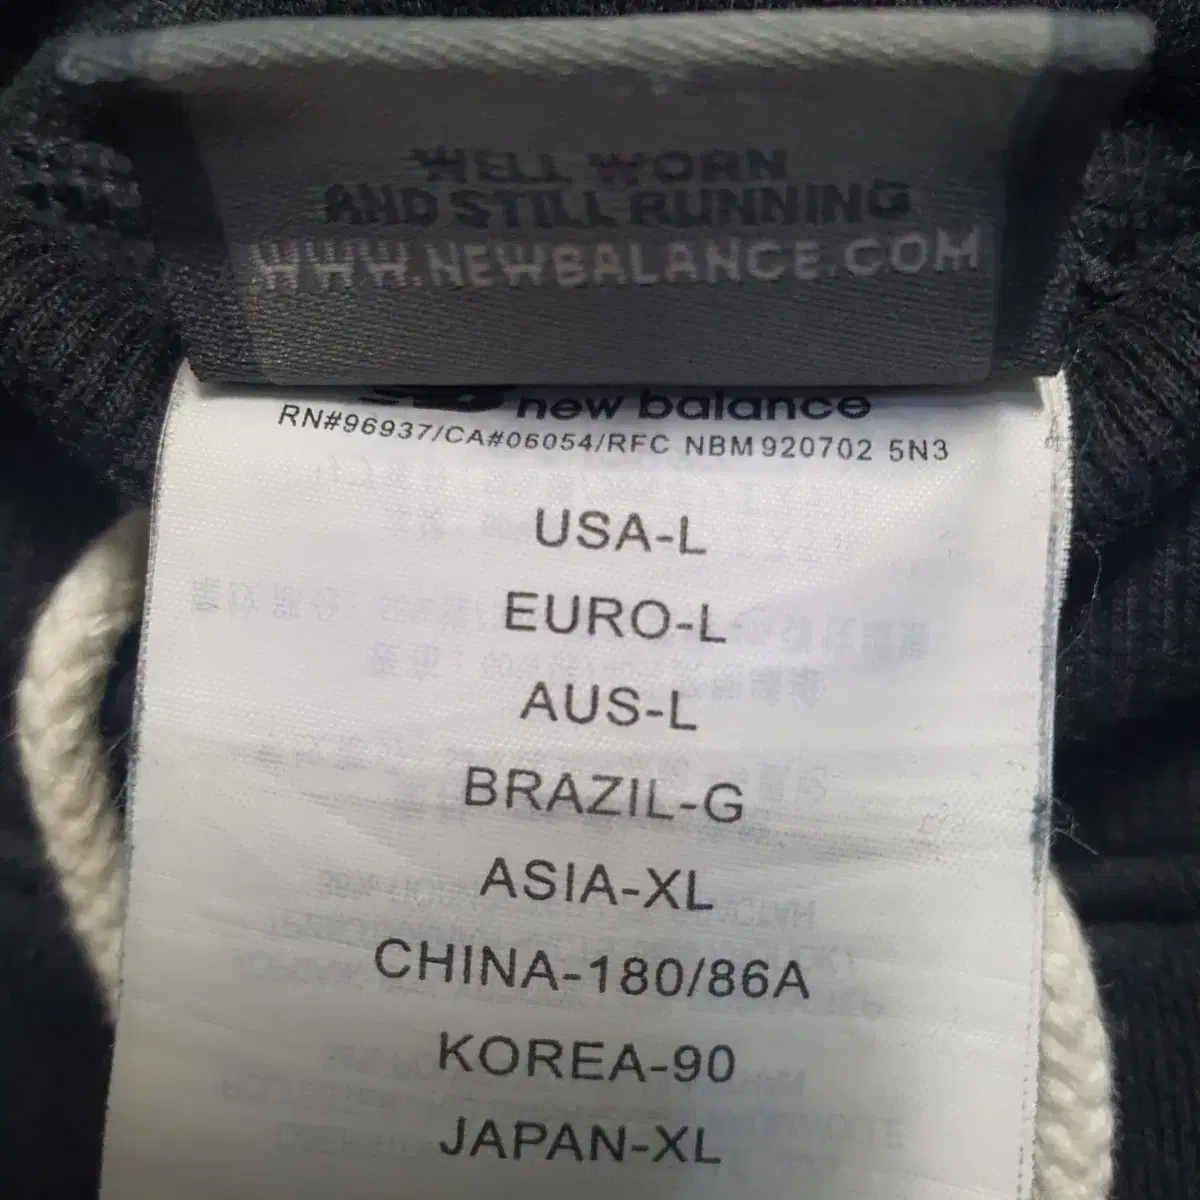 WELL WORN
AND STILL RUNNING
WWW.NEWBALANCE.COM
new balance
RN#96937/CA#06054/RFC NBM920702 5N3
USA-L
EURO-L
AUS-L
BRAZIL-G
ASIA-XL
CHINA-180/86A
KOREA-90
JAPAN-XL